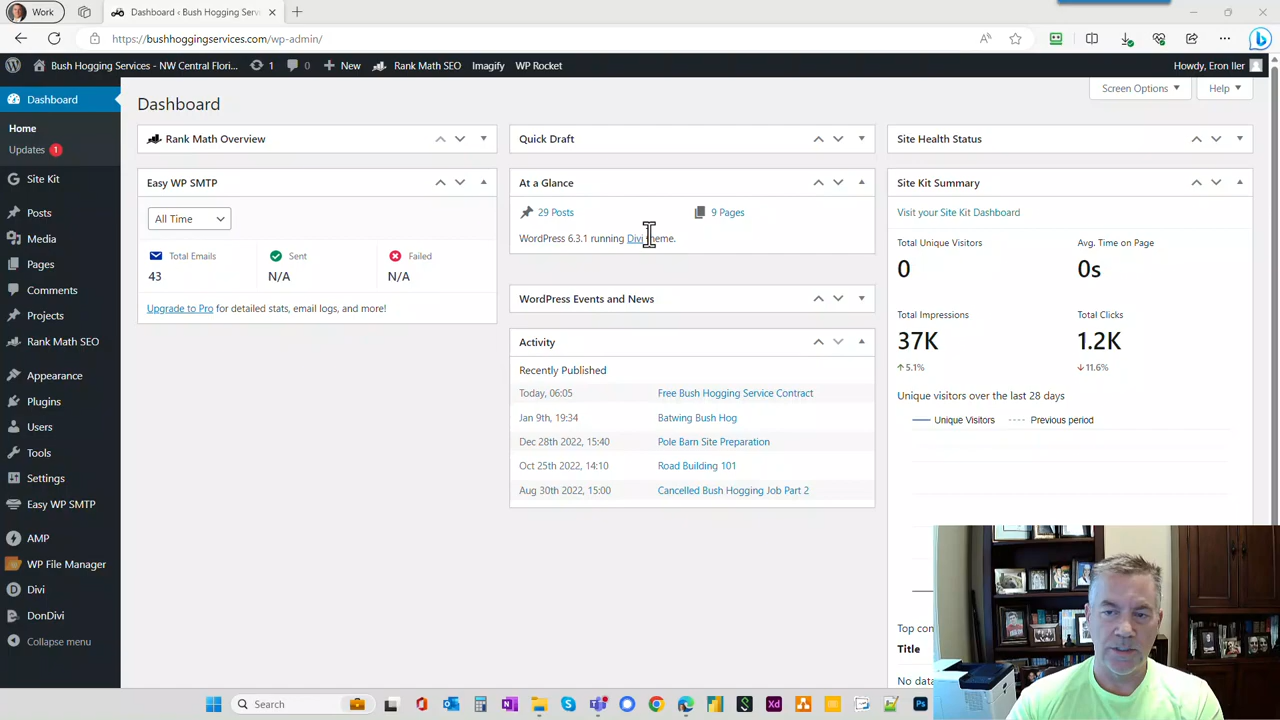 Work
Dashboard ‹ Bush Hogging Serv
https://bushhoggingservices.com/wp-admin/
Bush Hogging Services - NW Central Flori... 1 0 New Rank Math SEO Imagify WP Rocket Howdy, Eron Iler
Dashboard
Home
Updates 1
Site Kit
Posts
Media
Pages
Comments
Projects
Rank Math SEO
Appearance
Plugins
Users
Tools
Settings
Easy WP SMTP
AMP
WP File Manager
Divi
DonDivi
Collapse menu
Dashboard
Screen Options
Help
Rank Math Overview
Easy WP SMTP
All Time
Total Emails Sent Failed
43 N/A N/A
Upgrade to Pro for detailed stats, email logs, and more!
Quick Draft
At a Glance
29 Posts 9 Pages
WordPress 6.3.1 running Divi theme.
WordPress Events and News
Activity
Recently Published
Today, 06:05 Free Bush Hogging Service Contract
Jan 9th, 19:34 Batwing Bush Hog
Dec 28th 2022, 15:40 Pole Barn Site Preparation
Oct 25th 2022, 14:10 Road Building 101
Aug 30th 2022, 15:00 Cancelled Bush Hogging Job Part 2
Site Health Status
Site Kit Summary
Visit your Site Kit Dashboard
Total Unique Visitors Avg. Time on Page
0 0s
Total Impressions Total Clicks
37K 1.2K
↑5.1% ↓11.6%
Unique visitors over the last 28 days
Unique Visitors Previous period
Top con
Title
No data
Search